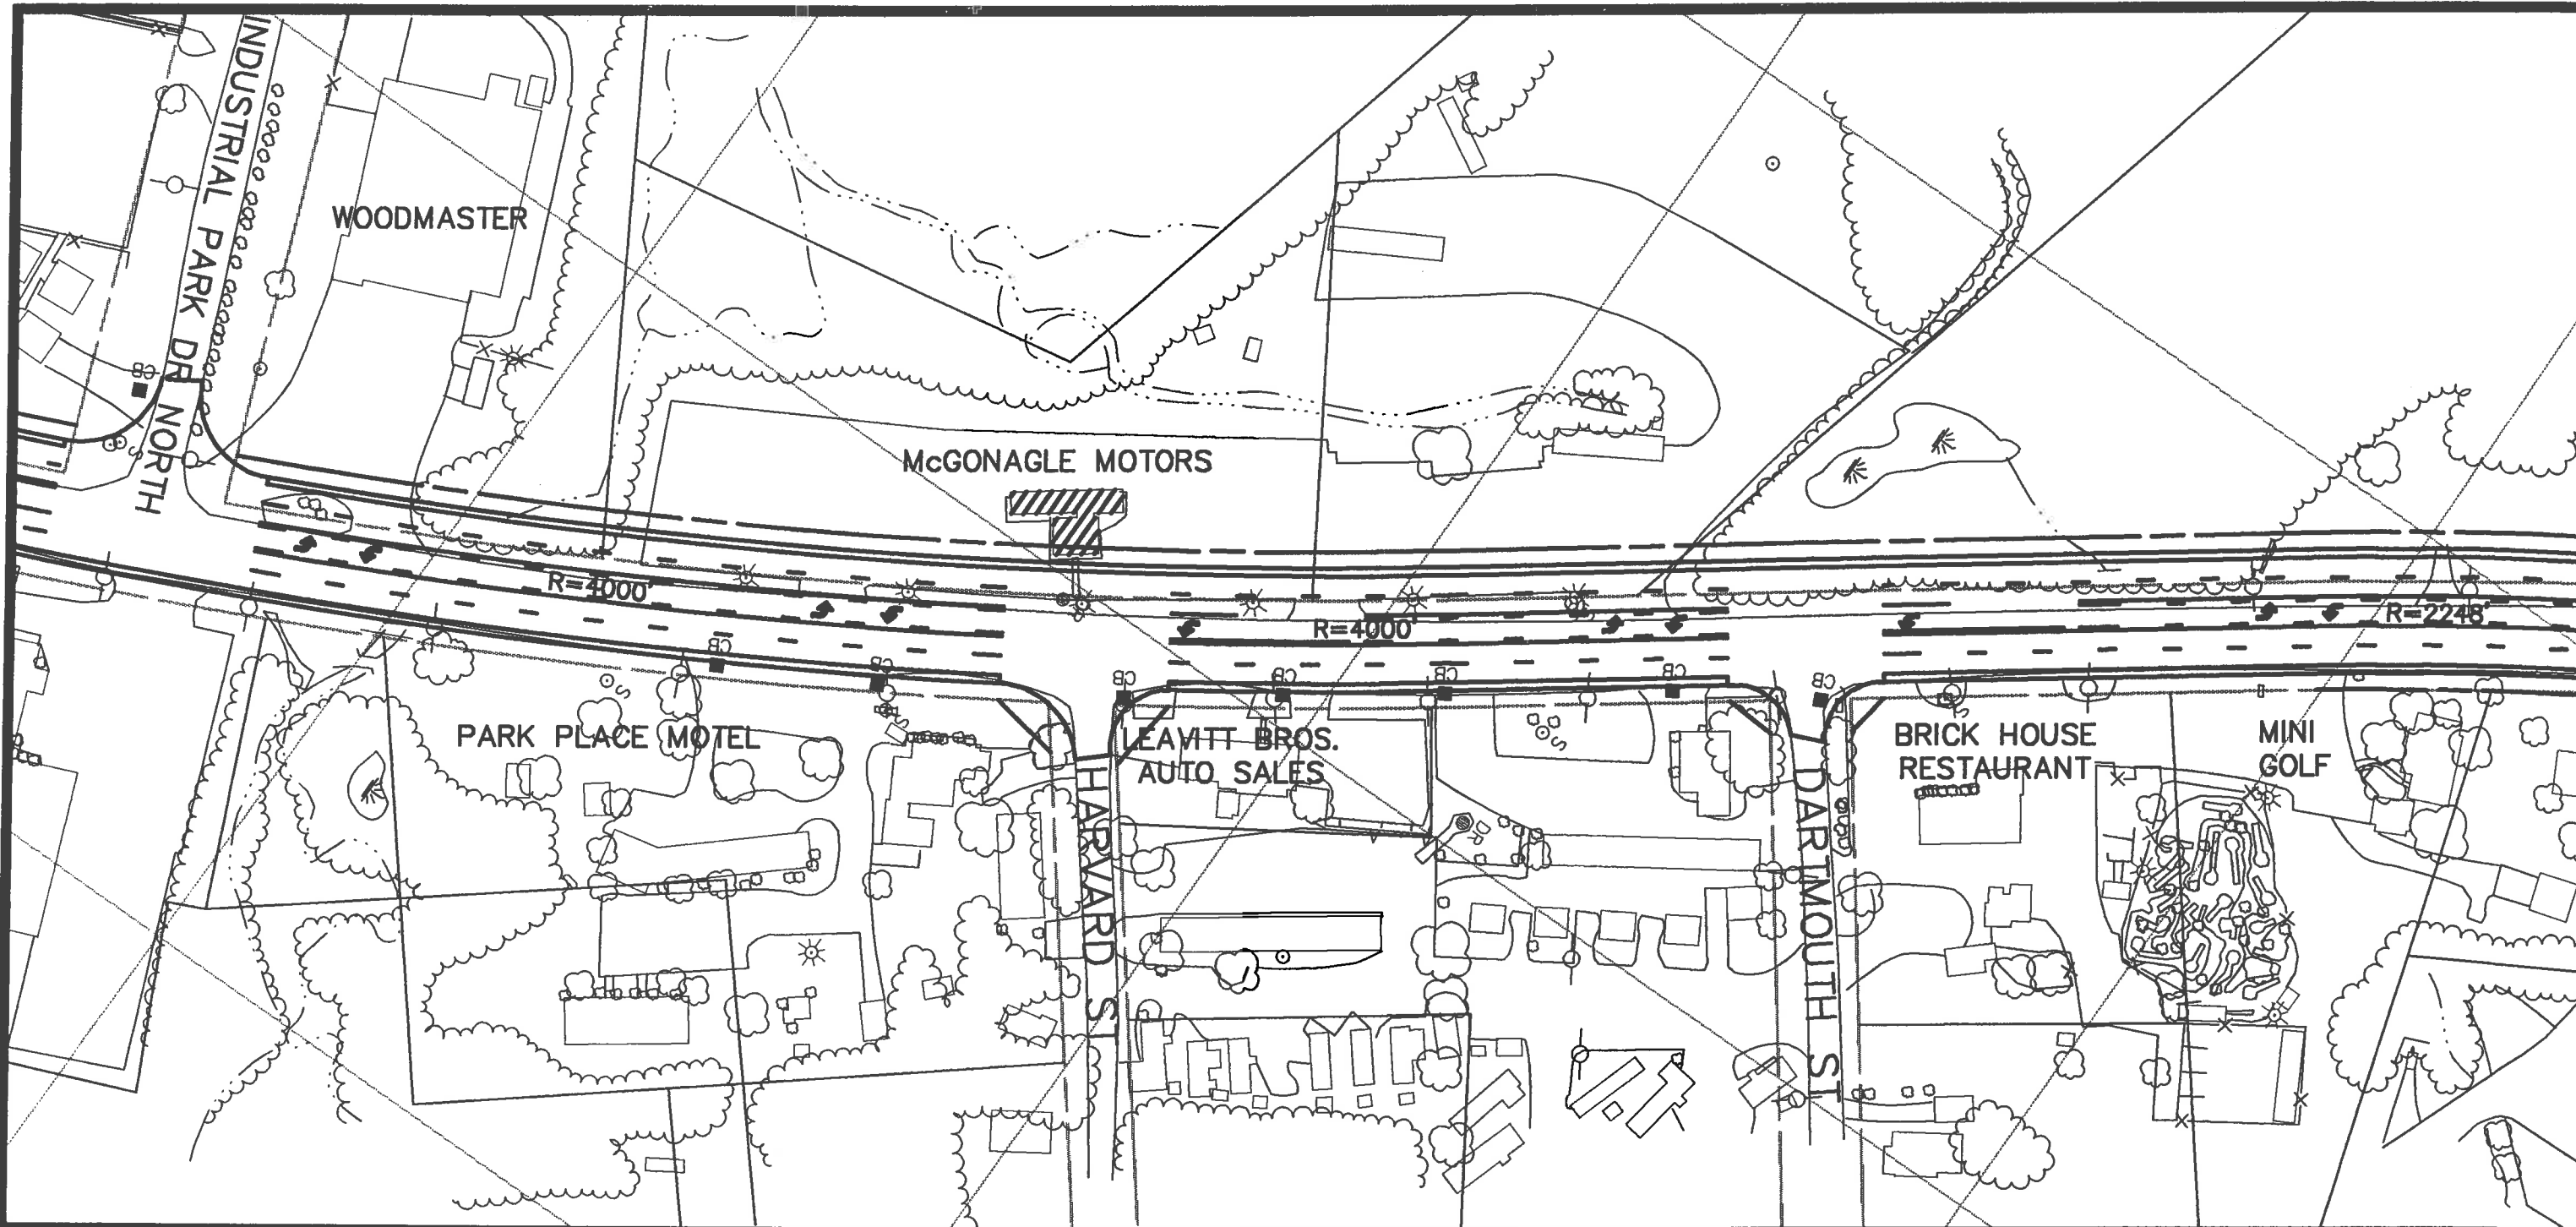 INDUSTRIAL PARK DR NORTH
WOODMASTER
CB
S
McGONAGLE MOTORS
R=4000'
R=4000'
R=2248'
CB
CB
CB
CB
CB
CB
CB
S
S
S
S
PARK PLACE MOTEL
LEAVITT BROS.
AUTO SALES
BRICK HOUSE
RESTAURANT
MINI
GOLF
HARVARD ST.
DARTMOUTH ST.